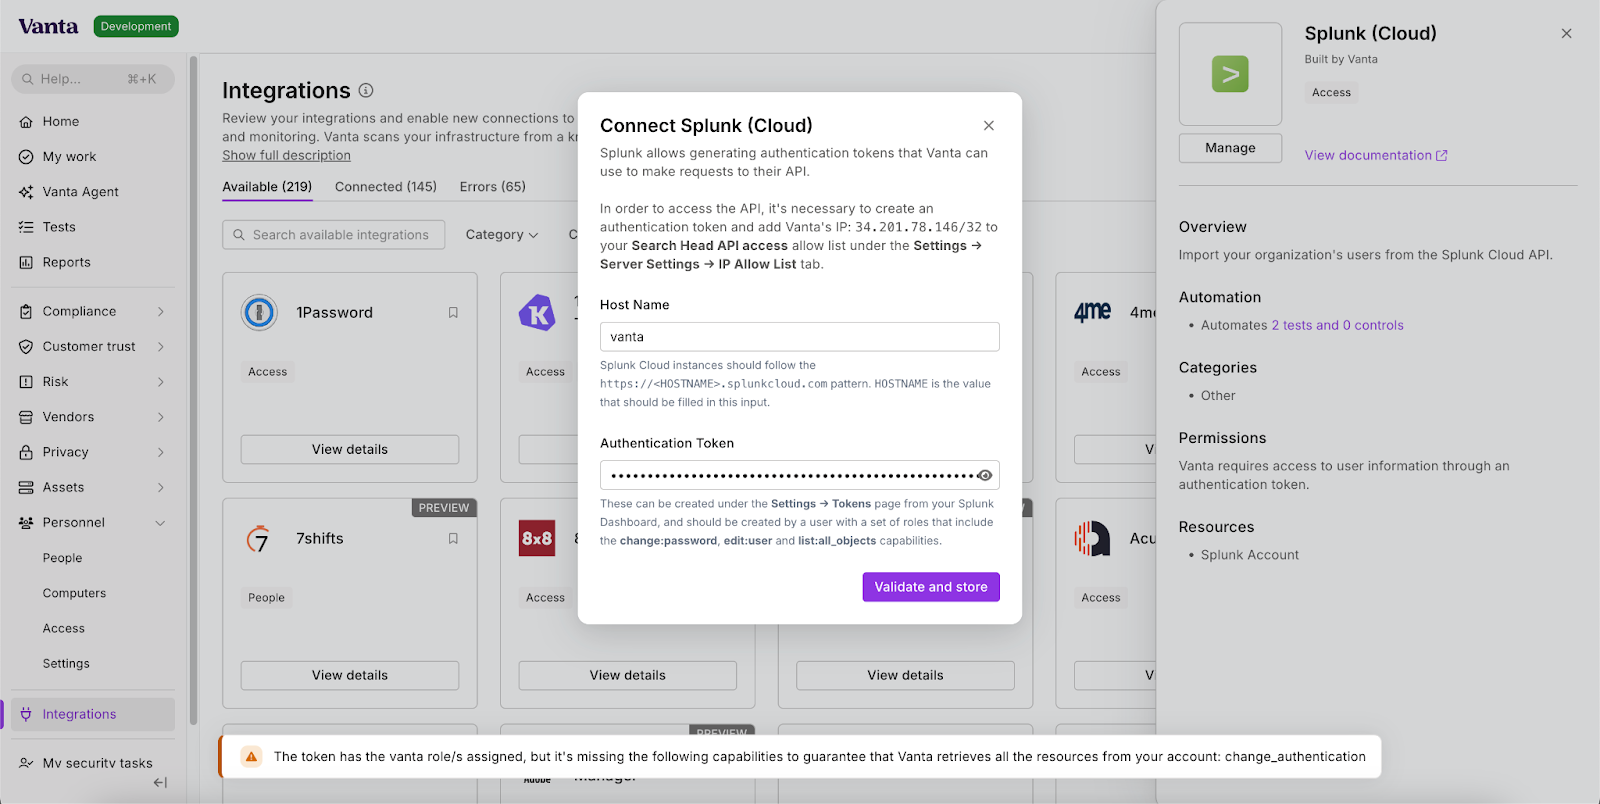 Vanta
Development
Help...
⌘+K
Home
My work
Vanta Agent
Tests
Reports
Compliance
Customer trust
Risk
Vendors
Privacy
Assets
Personnel
People
Computers
Access
Settings
Integrations
My security tasks
Integrations
Review your integrations and enable new connections to
and monitoring. Vanta scans your infrastructure from a
Show full description
Available (219)
Connected (145)
Errors (65)
Search available integrations
Category
1Password
Access
View details
Access
4me
Access
PREVIEW
7shifts
People
View details
8x8
Access
View details
View details
Access
PREVIEW
Adobe
Manager
Connect Splunk (Cloud)
Splunk allows generating authentication tokens that Vanta can
use to make requests to their API.
In order to access the API, it's necessary to create an
authentication token and add Vanta's IP: 34.201.78.146/32 to
your Search Head API access allow list under the Settings →
Server Settings → IP Allow List tab.
Host Name
vanta
Splunk Cloud instances should follow the
https://<HOSTNAME>.splunkcloud.com pattern. HOSTNAME is the value
that should be filled in this input.
Authentication Token
These can be created under the Settings → Tokens page from your Splunk
Dashboard, and should be created by a user with a set of roles that include
the change:password, edit:user and list:all_objects capabilities.
Validate and store
Splunk (Cloud)
Built by Vanta
Access
Manage
View documentation
Overview
Import your organization's users from the Splunk Cloud API.
Automation
• Automates 2 tests and 0 controls
Categories
• Other
Permissions
Vanta requires access to user information through an
authentication token.
Resources
• Splunk Account
The token has the vanta role/s assigned, but it's missing the following capabilities to guarantee that Vanta retrieves all the resources from your account: change_authentication